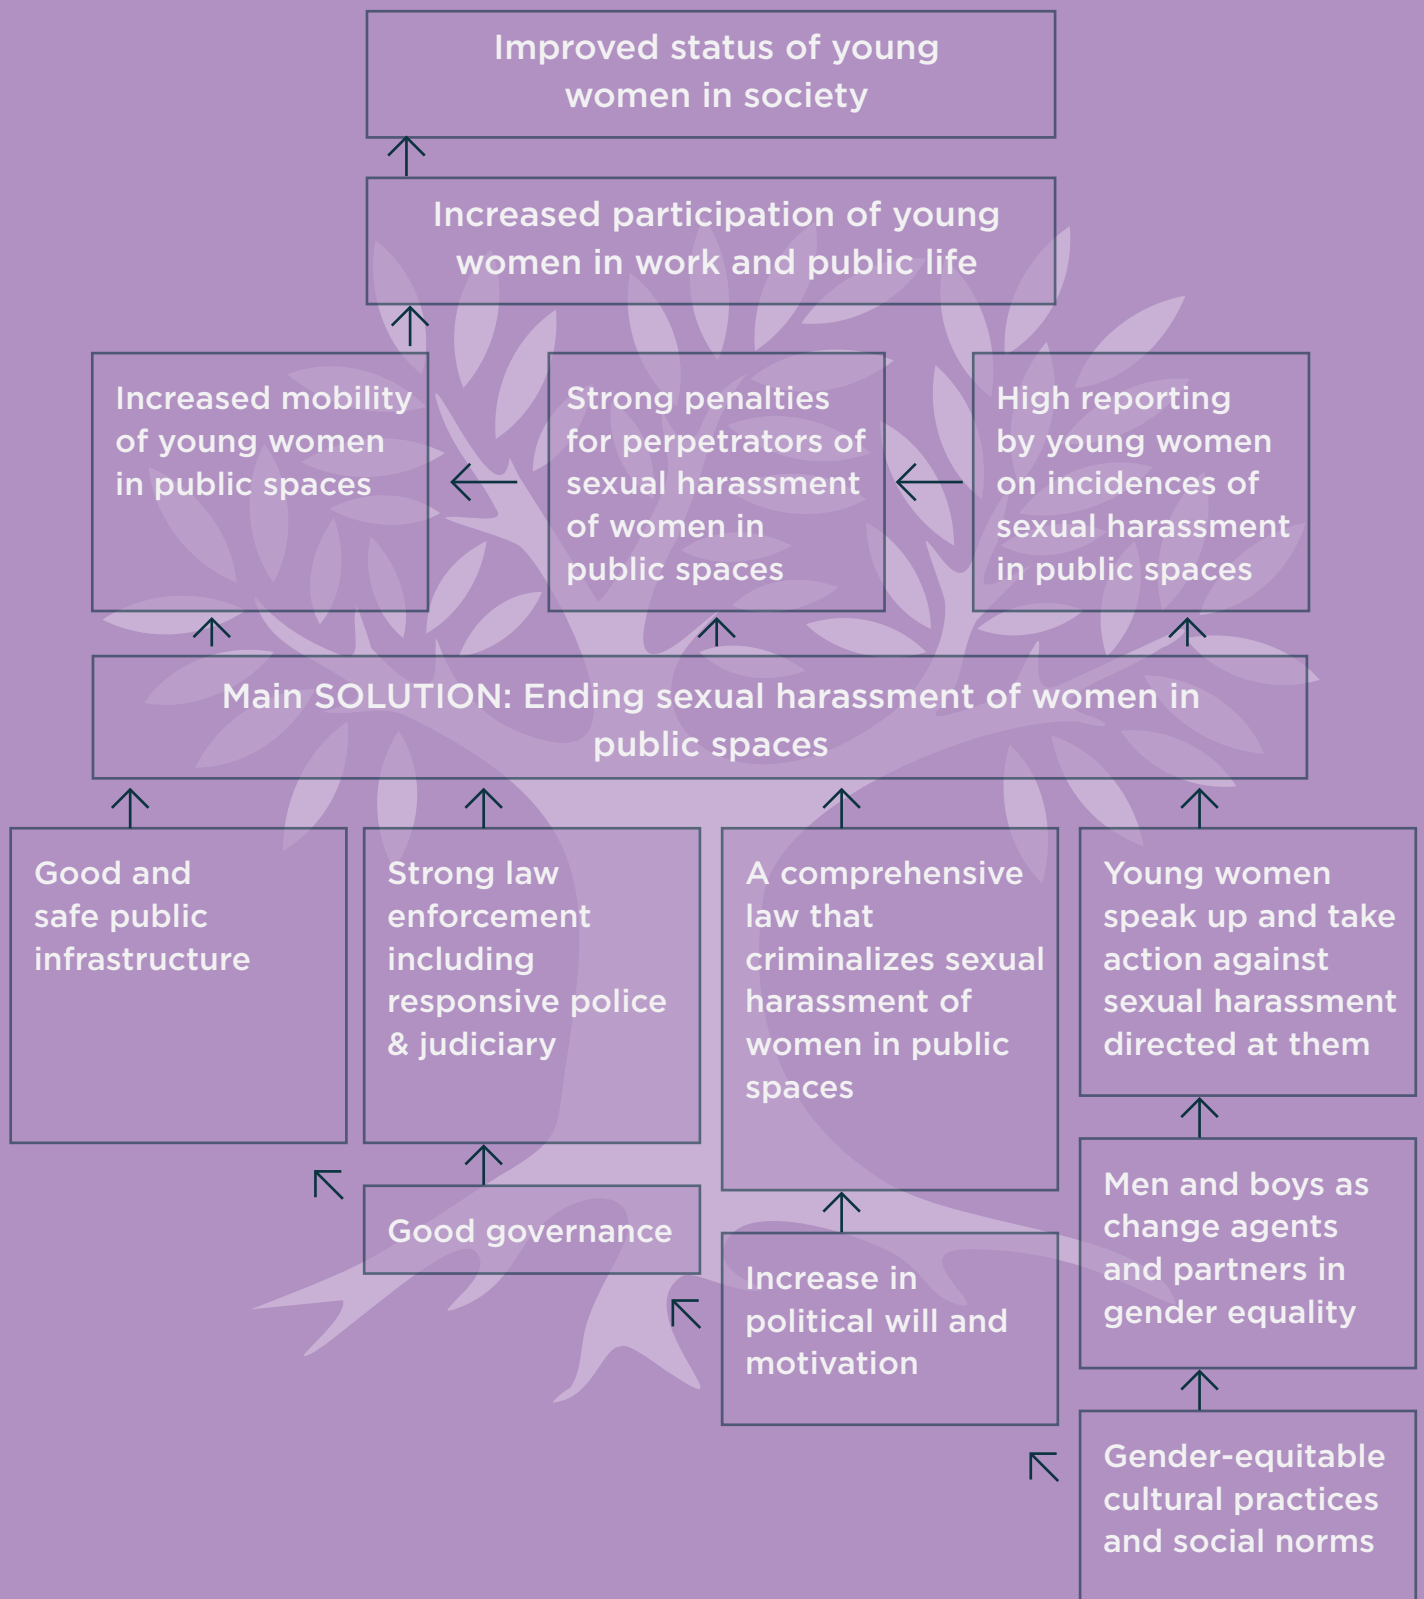 Improved status of young
women in society
Increased participation of young
women in work and public life
Increased mobility
of young women
in public spaces
Strong penalties
for perpetrators of
sexual harassment
of women in
public spaces
High reporting
by young women
on incidences of
sexual harassment
in public spaces
Main SOLUTION: Ending sexual harassment of women in
public spaces
Good and
safe public
infrastructure
Strong law
enforcement
including
responsive police
& judiciary
A comprehensive
law that
criminalizes sexual
harassment of
women in public
spaces
Young women
speak up and take
action against
sexual harassment
directed at them
Good governance
Increase in
political will and
motivation
Men and boys as
change agents
and partners in
gender equality
Gender-equitable
cultural practices
and social norms